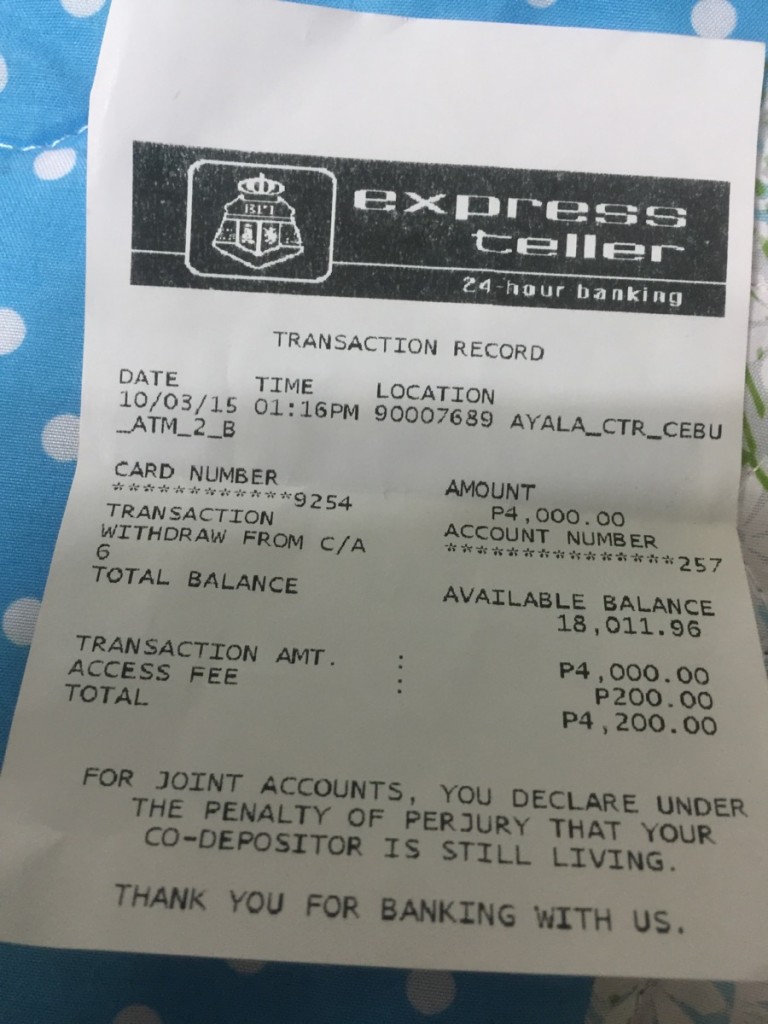 BPI
express
teller
24-hour banking
TRANSACTION RECORD
DATE TIME LOCATION
10/03/15 01:16PM 90007689 AYALA_CTR_CEBU
_ATM_2_B
CARD NUMBER AMOUNT
************9254 P4,000.00
TRANSACTION ACCOUNT NUMBER
WITHDRAW FROM C/A ****************257
6
TOTAL BALANCE AVAILABLE BALANCE
18,011.96
TRANSACTION AMT. : P4,000.00
ACCESS FEE : P200.00
TOTAL P4,200.00
FOR JOINT ACCOUNTS, YOU DECLARE UNDER
THE PENALTY OF PERJURY THAT YOUR
CO-DEPOSITOR IS STILL LIVING.
THANK YOU FOR BANKING WITH US.